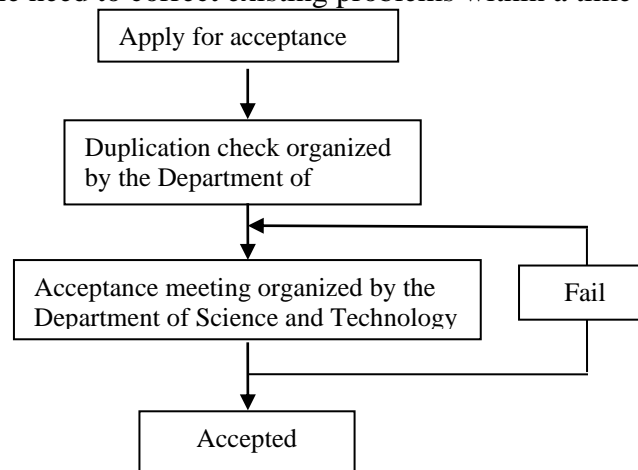 need to correct existing problems within a time
Apply for acceptance
Duplication check organized
by the Department of
Acceptance meeting organized by the
Department of Science and Technology
Fail
Accepted